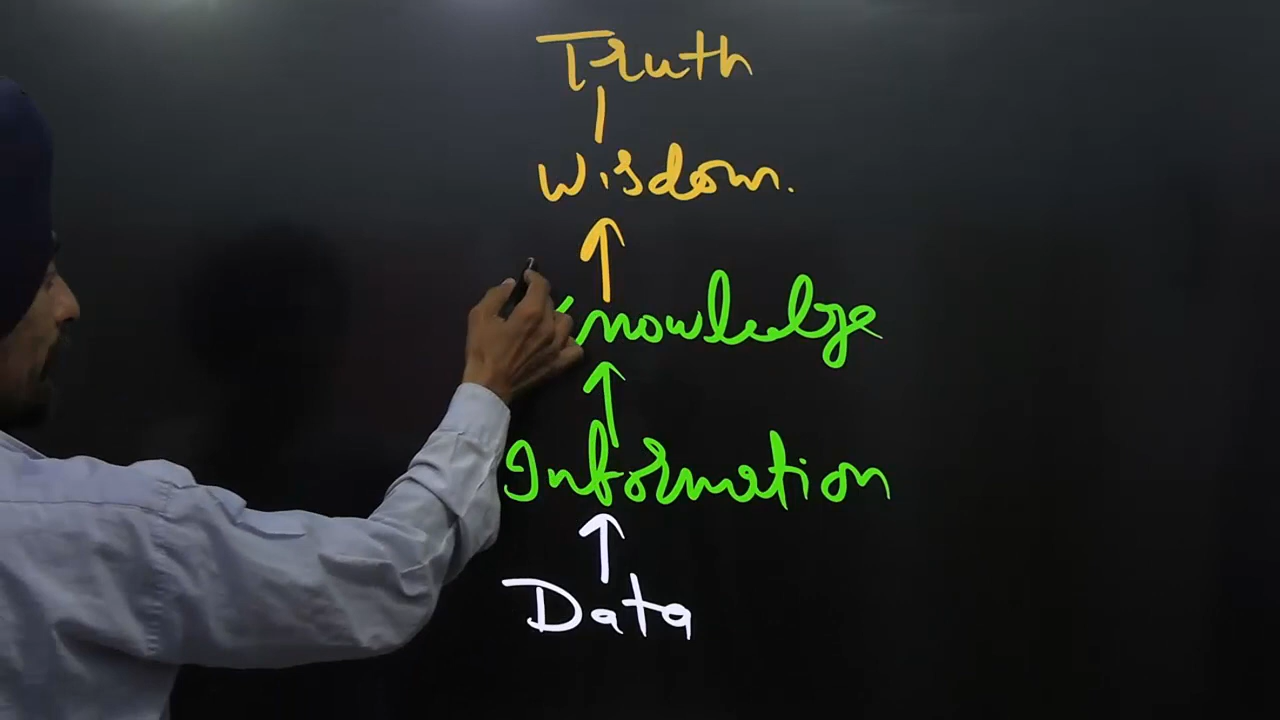 Truth
Wisdom.
Knowledge
Information
Data